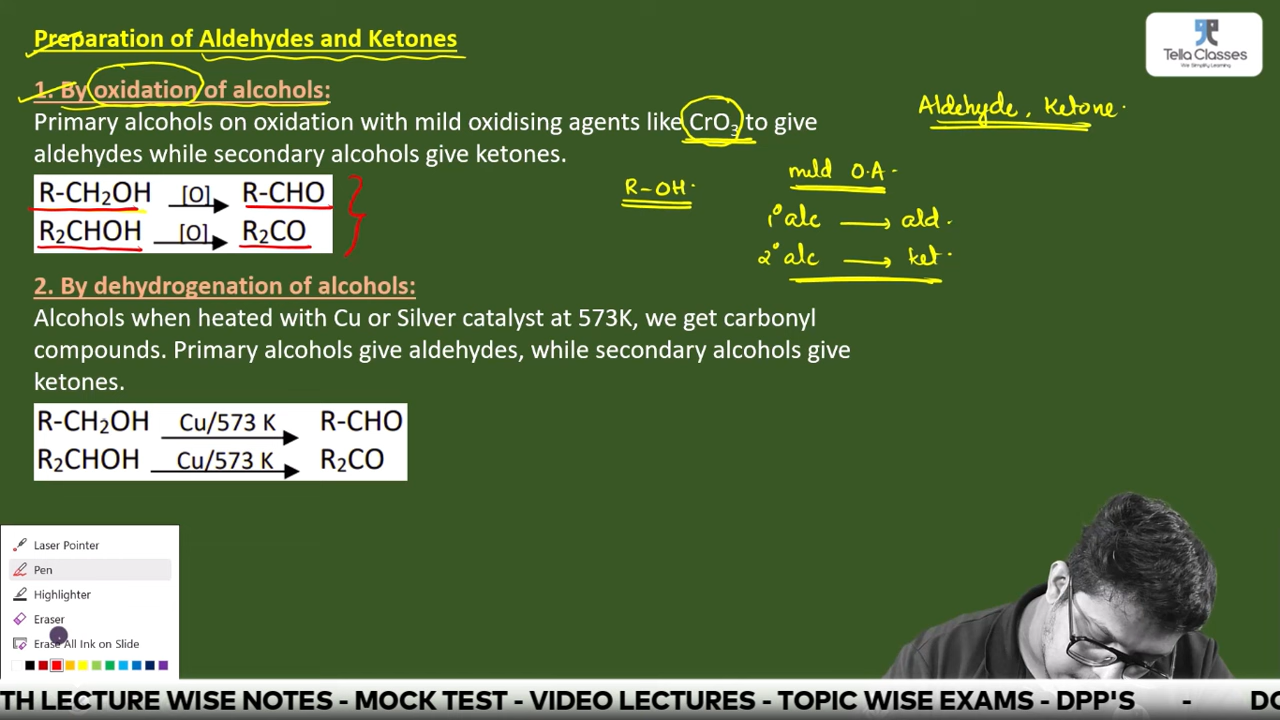 Preparation of Aldehydes and Ketones
1. By oxidation of alcohols:
Primary alcohols on oxidation with mild oxidising agents like CrO₃ to give
aldehydes while secondary alcohols give ketones.
R-CH₂OH [O] R-CHO
R₂CHOH [O] R₂CO
Aldehyde, Ketone.
mild O.A.
R-OH.
1° alc → ald.
2° alc → ket.
2. By dehydrogenation of alcohols:
Alcohols when heated with Cu or Silver catalyst at 573K, we get carbonyl
compounds. Primary alcohols give aldehydes, while secondary alcohols give
ketones.
R-CH₂OH Cu/573 K R-CHO
R₂CHOH Cu/573 K R₂CO
Tella Classes
We Simplify Learning
Laser Pointer
Pen
Highlighter
Eraser
Erase All Ink on Slide
TH LECTURE WISE NOTES - MOCK TEST - VIDEO LECTURES - TOPIC WISE EXAMS - DPP'S - DO